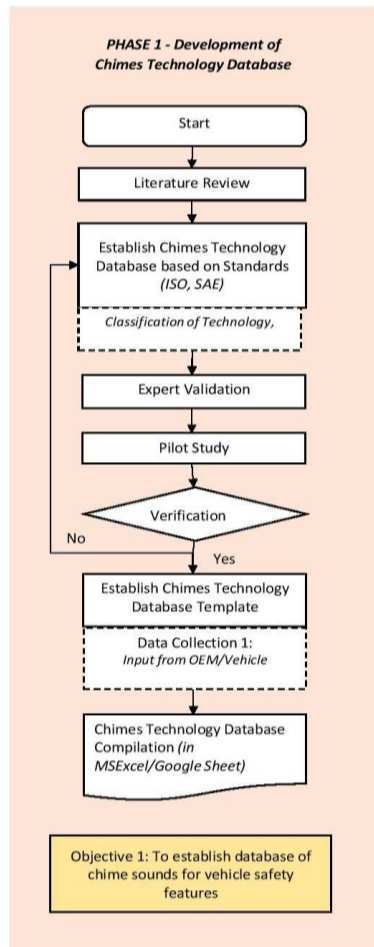 PHASE 1 - Development of
Chimes Technology Database
Start
Literature Review
Establish Chimes Technology
Database based on Standards
(ISO, SAE)
Classification of Technology,
Expert Validation
Pilot Study
Verification
No
Yes
Establish Chimes Technology
Database Template
Data Collection 1:
Input from OEM/Vehicle
Chimes Technology Database
Compilation (in
MSExcel/Google Sheet)
Objective 1: To establish database of
chime sounds for vehicle safety
features